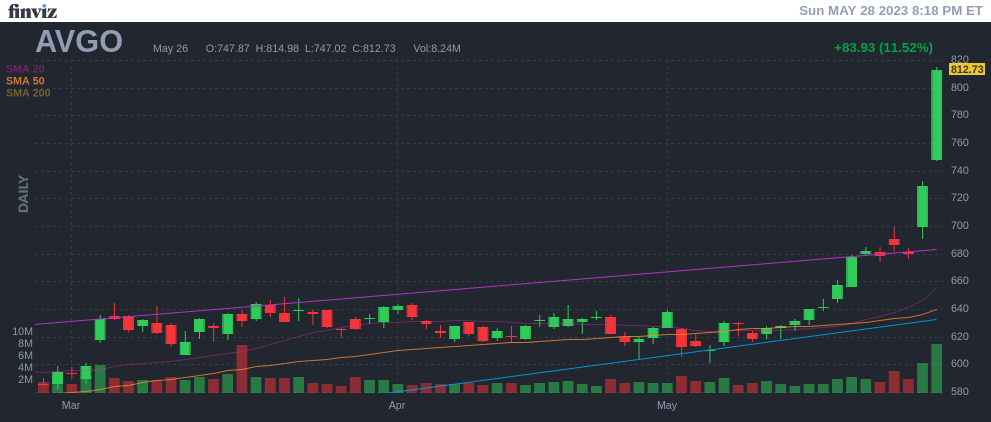 finviz
Sun MAY 28 2023 8:18 PM ET
AVGO
May 26 O:747.87 H:814.98 L:747.02 C:812.73 Vol:8.24M
+83.93 (11.52%)
SMA 20
SMA 50
SMA 200
DAILY
820
812.73
800
780
760
740
720
700
680
660
640
620
600
580
10M
8M
6M
4M
2M
Mar
Apr
May